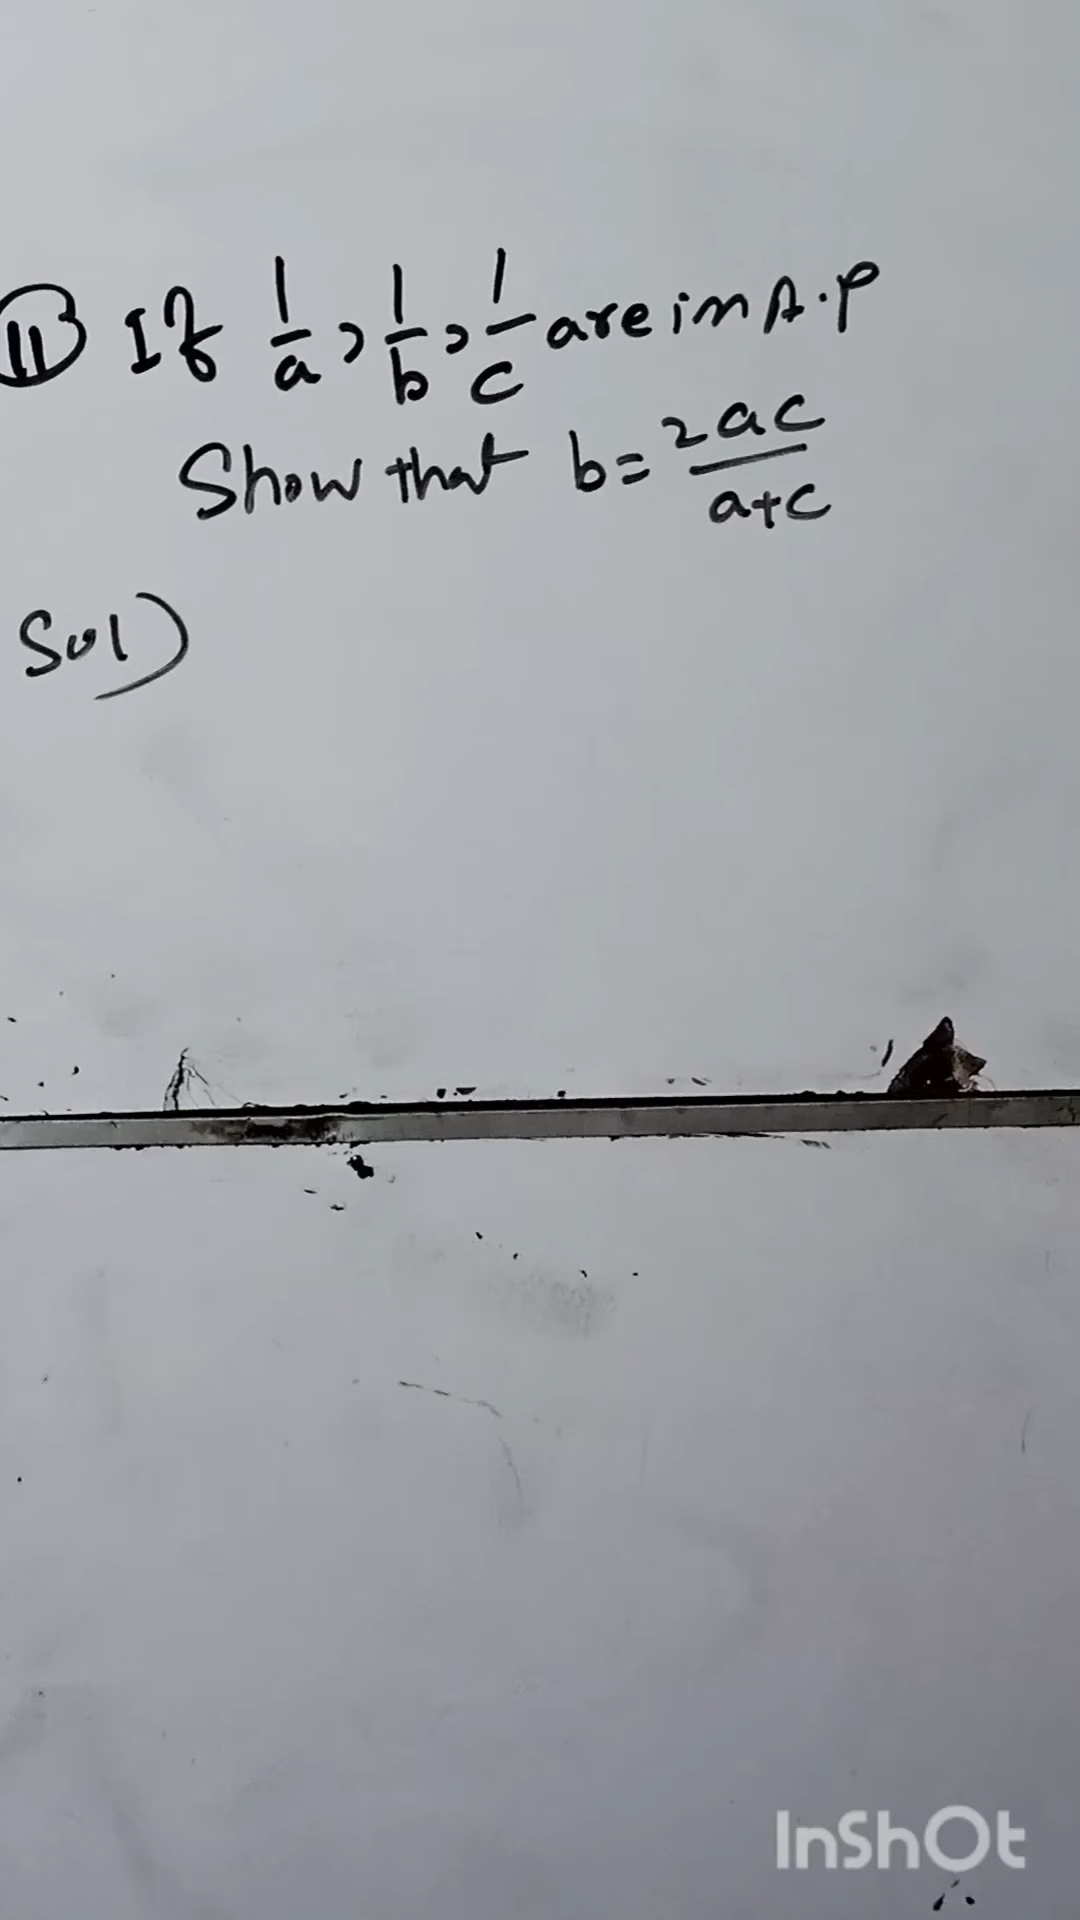 11) If 1/a, 1/b, 1/c are in A.P
Show that b = 2ac/a+c
Sol)
InShOt